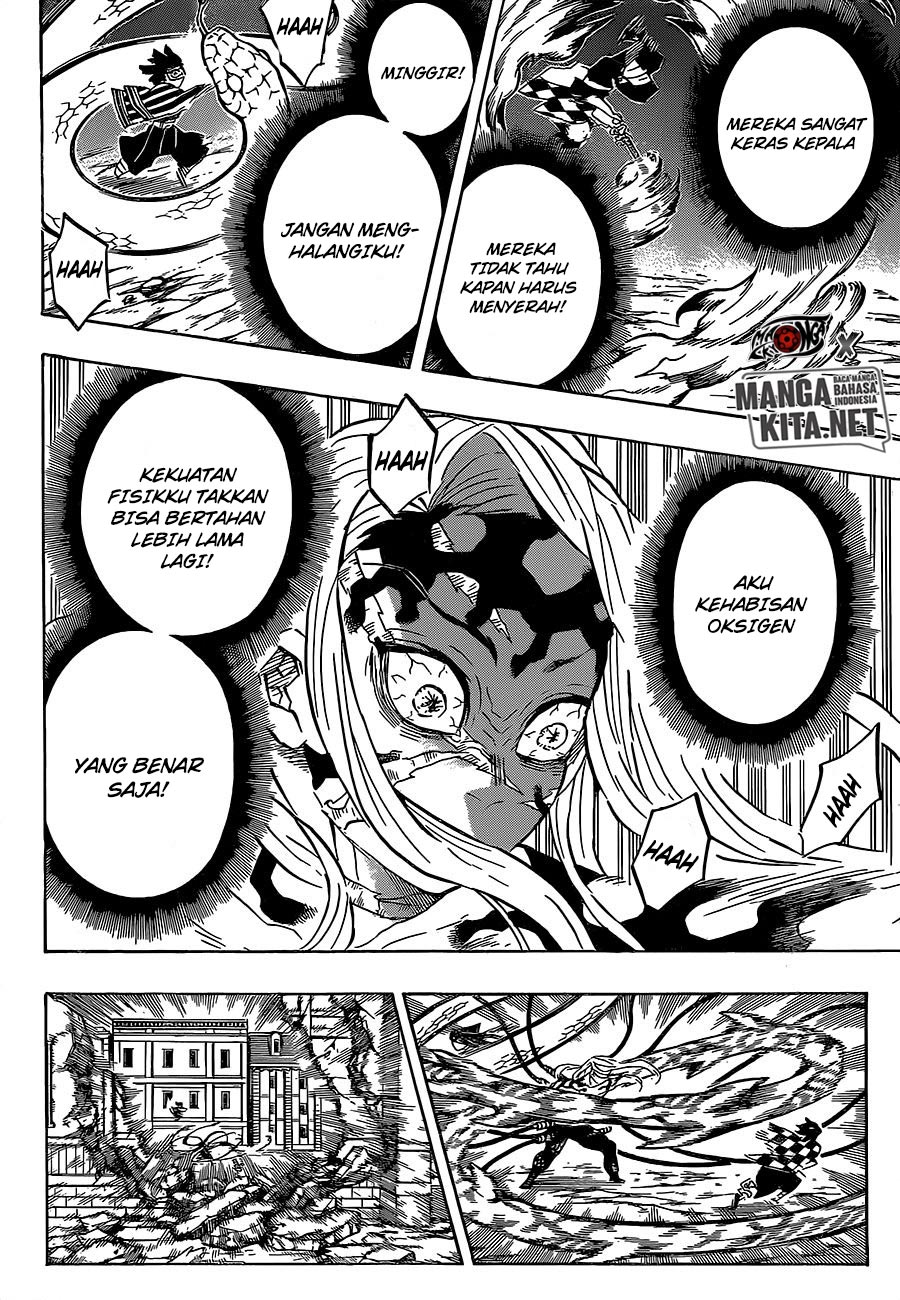 MEREKA SANGAT
KERAS KEPALA
MEREKA
TIDAK TAHU
KAPAN HARUS
MENYERAH!
HAAH
MINGGIR!
JANGAN MENG-
HALANGIKU!
HAAH
X
MANGA
BACA MANGA
BAHASA
INDONESIA
KITA.NET
AKU
KEHABISAN
OKSIGEN
HAAH
KEKUATAN
FISIKKU TAKKAN
BISA BERTAHAN
LEBIH LAMA
LAGI!
YANG BENAR
SAJA!
HAAH
HAAH